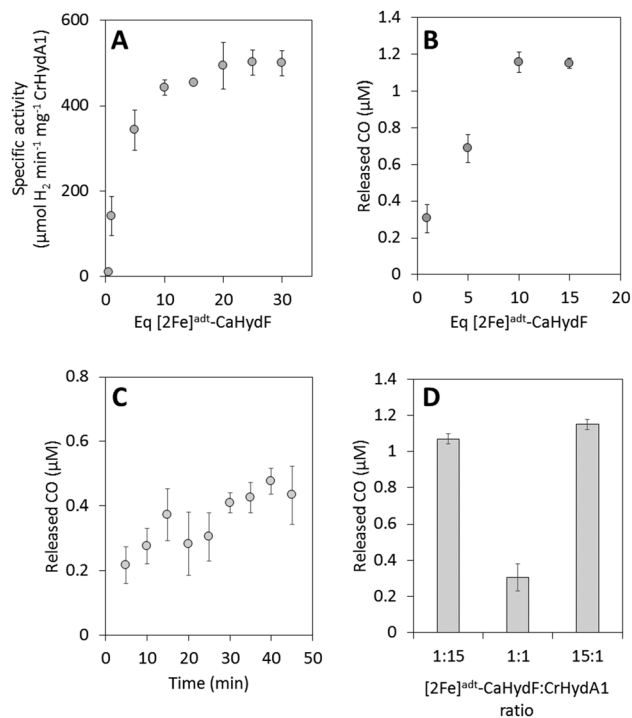 A
Specific activity
(μmol H₂ min⁻¹ mg⁻¹ CrHydA1)
600
400
200
0
0 10 20 30
Eq [2Fe]ᵃᵈᵗ-CaHydF
B
Released CO (μM)
1.4
1.2
1
0.8
0.6
0.4
0.2
0
0 5 10 15 20
Eq [2Fe]ᵃᵈᵗ-CaHydF
C
Released CO (μM)
0.8
0.6
0.4
0.2
0
0 10 20 30 40 50
Time (min)
D
Released CO (μM)
1.4
1.2
1
0.8
0.6
0.4
0.2
0
1:15 1:1 15:1
[2Fe]ᵃᵈᵗ-CaHydF:CrHydA1
ratio